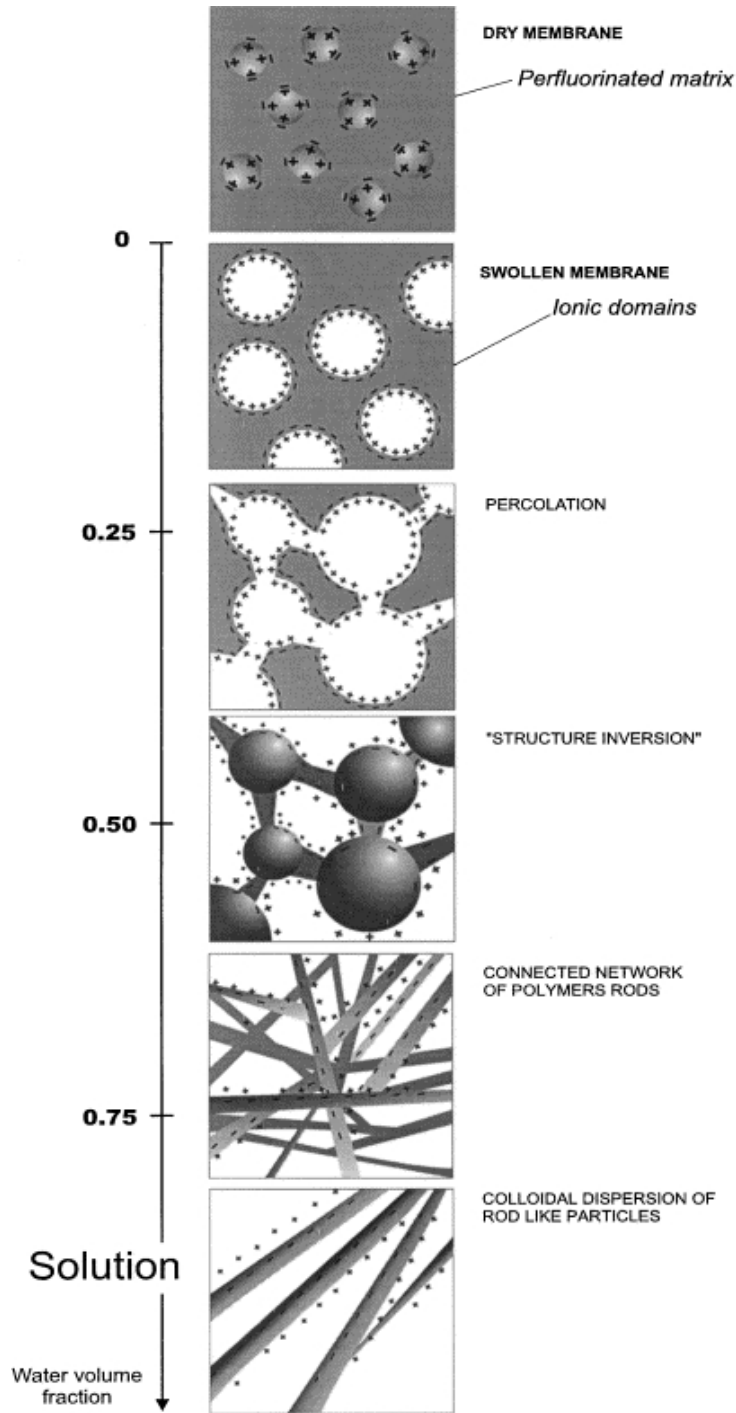 DRY MEMBRANE
Perfluorinated matrix
0
SWOLLEN MEMBRANE
Ionic domains
0.25
PERCOLATION
"STRUCTURE INVERSION"
0.50
CONNECTED NETWORK
OF POLYMERS RODS
0.75
COLLOIDAL DISPERSION OF
ROD LIKE PARTICLES
Solution
Water volume
fraction